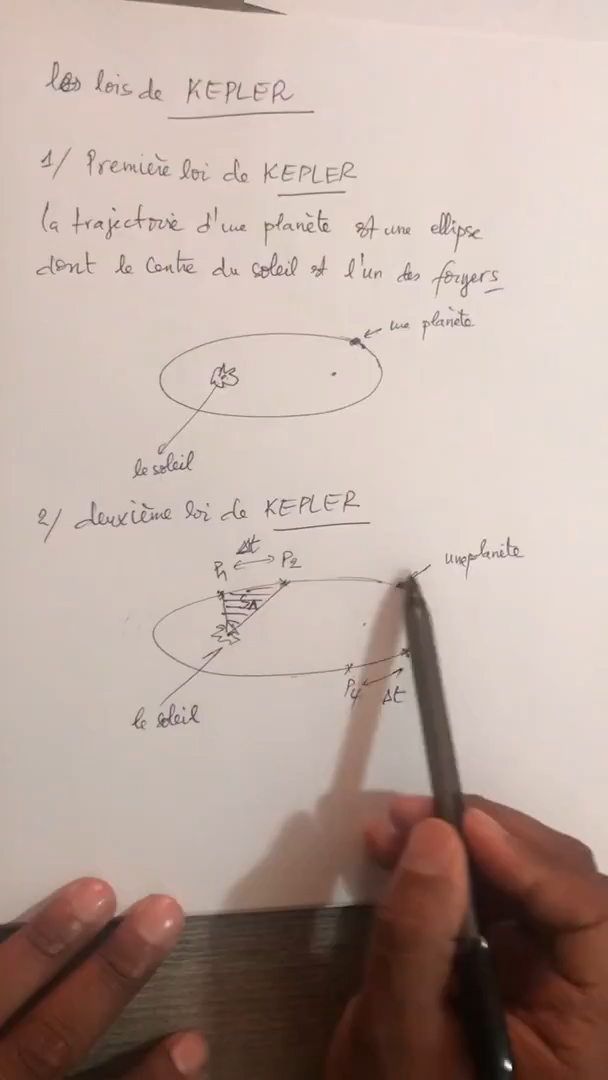 les lois de KEPLER
1/ Première loi de KEPLER
la trajectoire d'une planète est une ellipse
dont le centre du soleil est l'un des foyers
une planète
le soleil
2/ deuxième loi de KEPLER
Δt
P1 P2
une planète
P4 Δt
le soleil